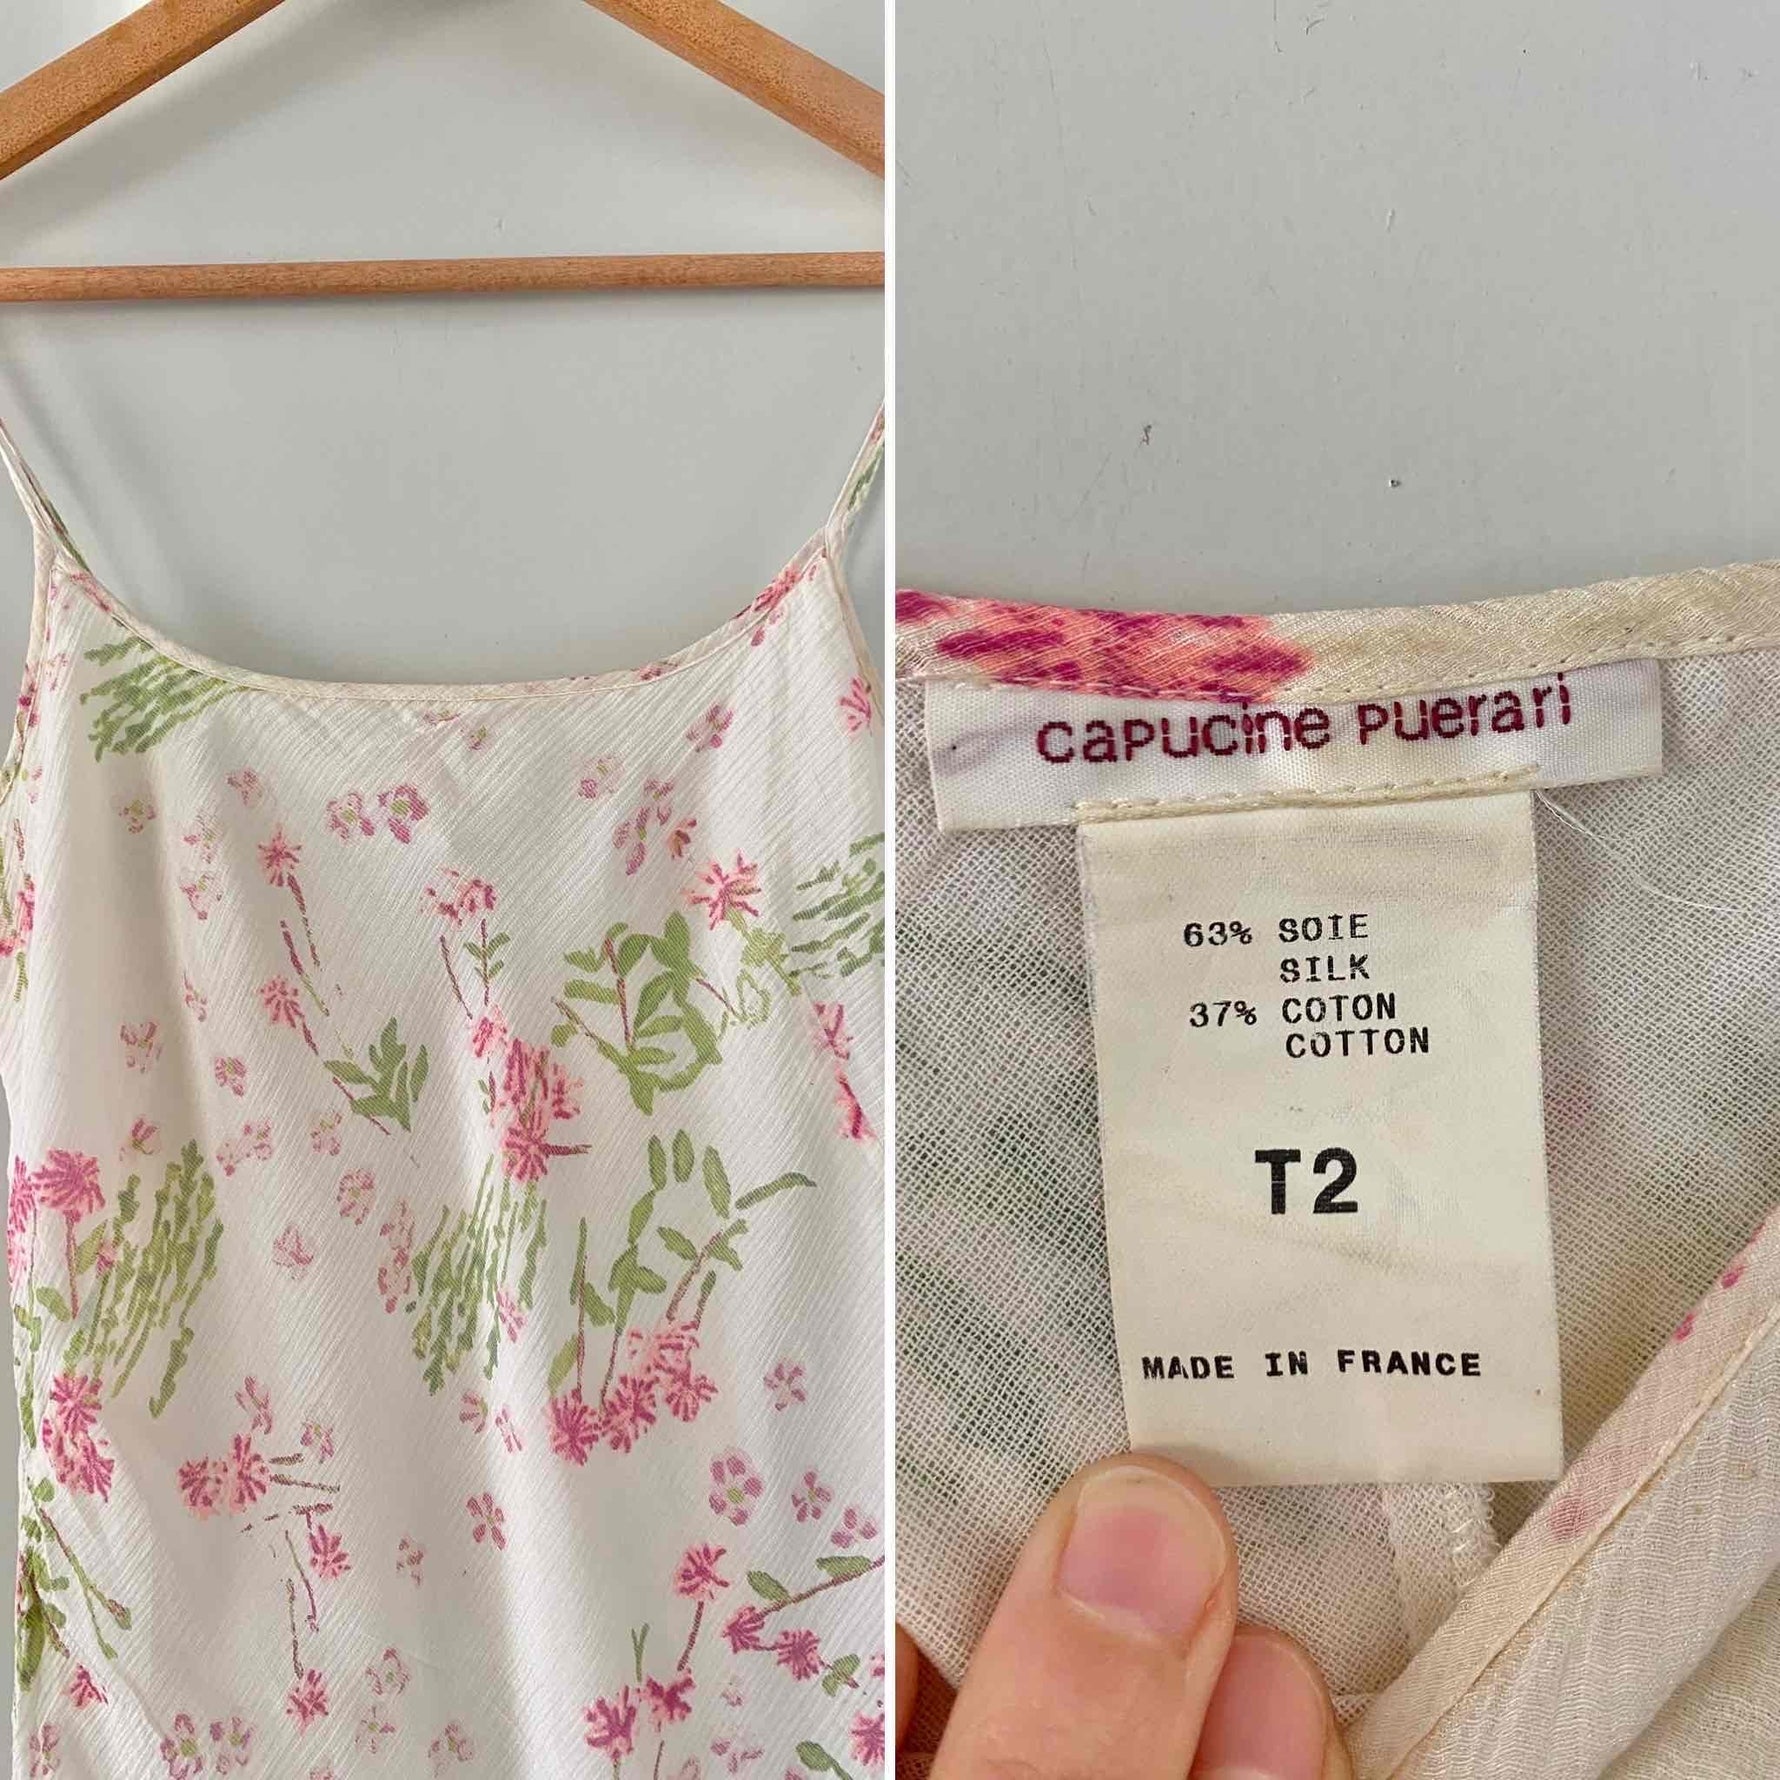 capucine puerari
63% SOIE
SILK
37% COTON
COTTON
T2
MADE IN FRANCE